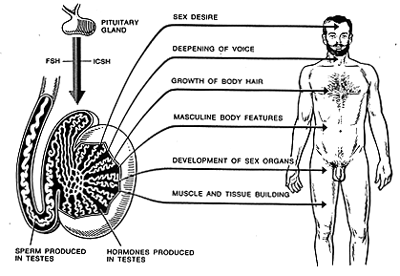 PITUITARY
GLAND
FSH
ICSH
SEX DESIRE
DEEPENING OF VOICE
GROWTH OF BODY HAIR
MASCULINE BODY FEATURES
DEVELOPMENT OF SEX ORGANS
MUSCLE AND TISSUE BUILDING
SPERM PRODUCED
IN TESTES
HORMONES PRODUCED
IN TESTES